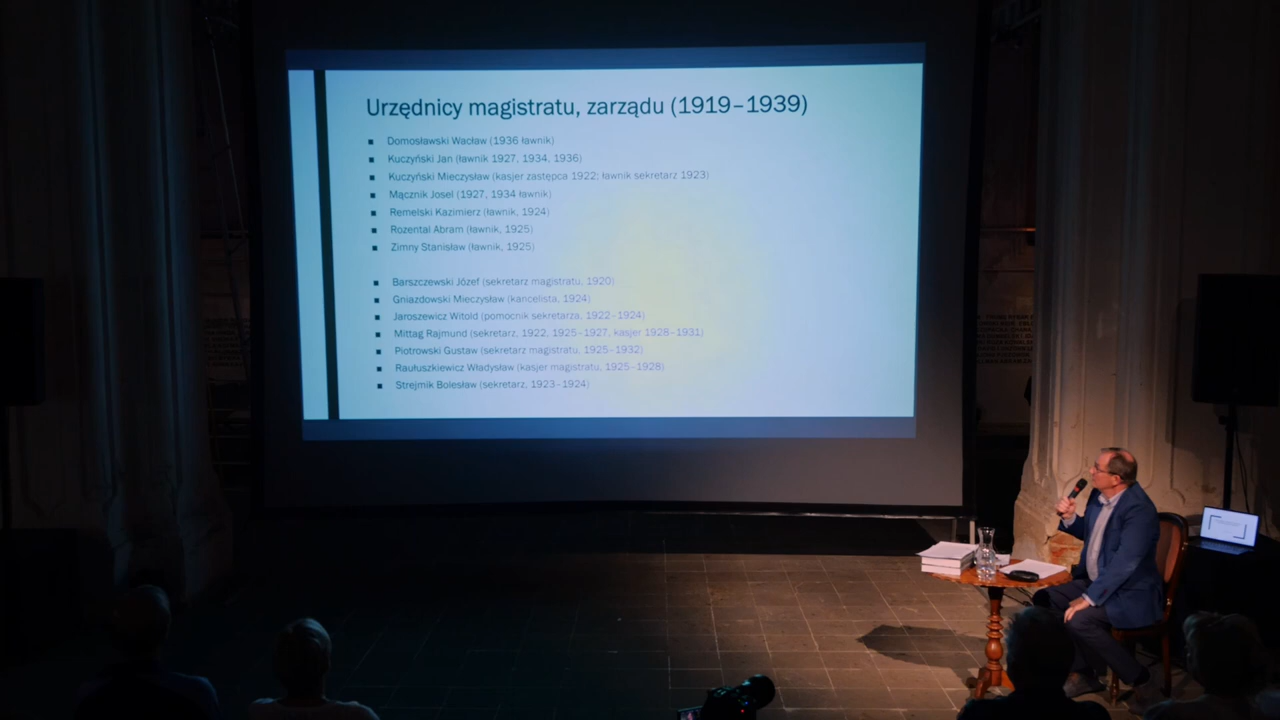 Urzędnicy magistratu, zarządu (1919–1939)
▪ Domosławski Wacław (1936 ławnik)
▪ Kuczyński Jan (ławnik 1927, 1934, 1936)
▪ Kuczyński Mieczysław (kasjer zastępca 1922; ławnik sekretarz 1923)
▪ Mącznik Josel (1927, 1934 ławnik)
▪ Remelski Kazimierz (ławnik, 1924)
▪ Rozental Abram (ławnik, 1925)
▪ Zimny Stanisław (ławnik, 1925)
▪ Barszczewski Józef (sekretarz magistratu, 1920)
▪ Gniazdowski Mieczysław (kancelista, 1924)
▪ Jaroszewicz Witold (pomocnik sekretarza, 1922–1924)
▪ Mittag Rajmund (sekretarz, 1922, 1925–1927, kasjer 1928–1931)
▪ Piotrowski Gustaw (sekretarz magistratu, 1925–1932)
▪ Raułuszkiewicz Władysław (kasjer magistratu, 1925–1928)
▪ Strejmik Bolesław (sekretarz, 1923–1924)